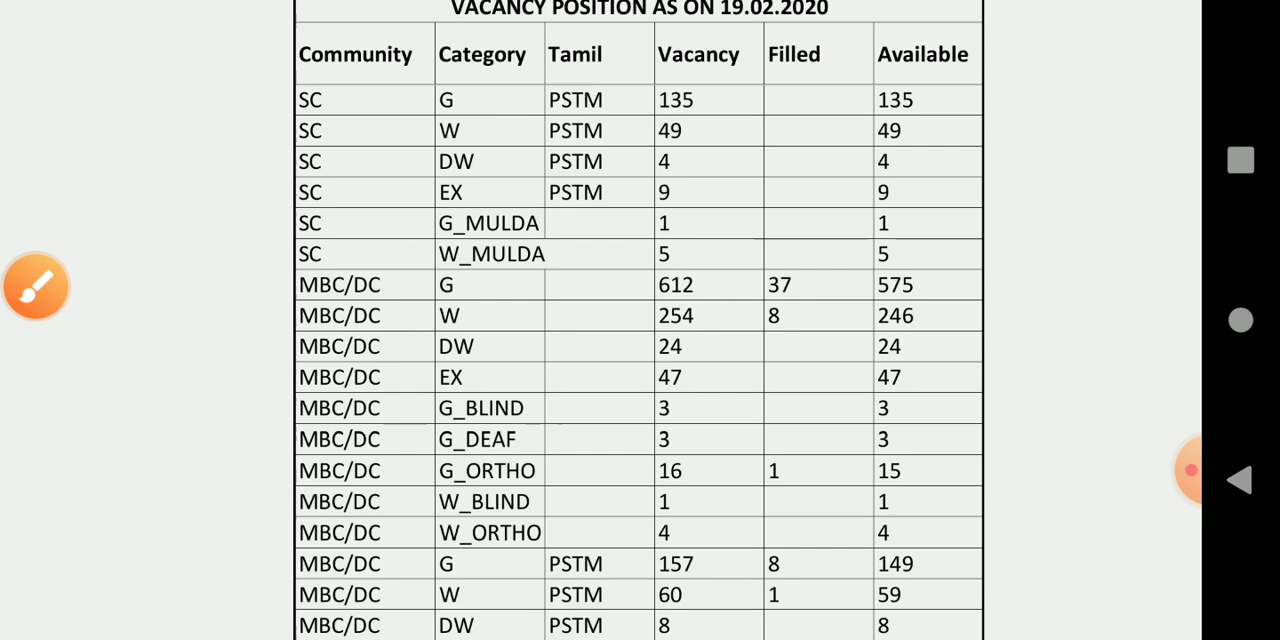 VACANCY POSITION AS ON 19.02.2020
Community Category Tamil Vacancy Filled Available
SC G PSTM 135 135
SC W PSTM 49 49
SC DW PSTM 4 4
SC EX PSTM 9 9
SC G_MULDA 1 1
SC W_MULDA 5 5
MBC/DC G 612 37 575
MBC/DC W 254 8 246
MBC/DC DW 24 24
MBC/DC EX 47 47
MBC/DC G_BLIND 3 3
MBC/DC G_DEAF 3 3
MBC/DC G_ORTHO 16 1 15
MBC/DC W_BLIND 1 1
MBC/DC W_ORTHO 4 4
MBC/DC G PSTM 157 8 149
MBC/DC W PSTM 60 1 59
MBC/DC DW PSTM 8 8